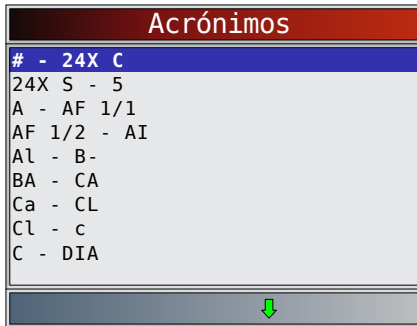 Acrónimos
# - 24X C
24X S - 5
A - AF 1/1
AF 1/2 - AI
Al - B-
BA - CA
Ca - CL
Cl - c
C - DIA